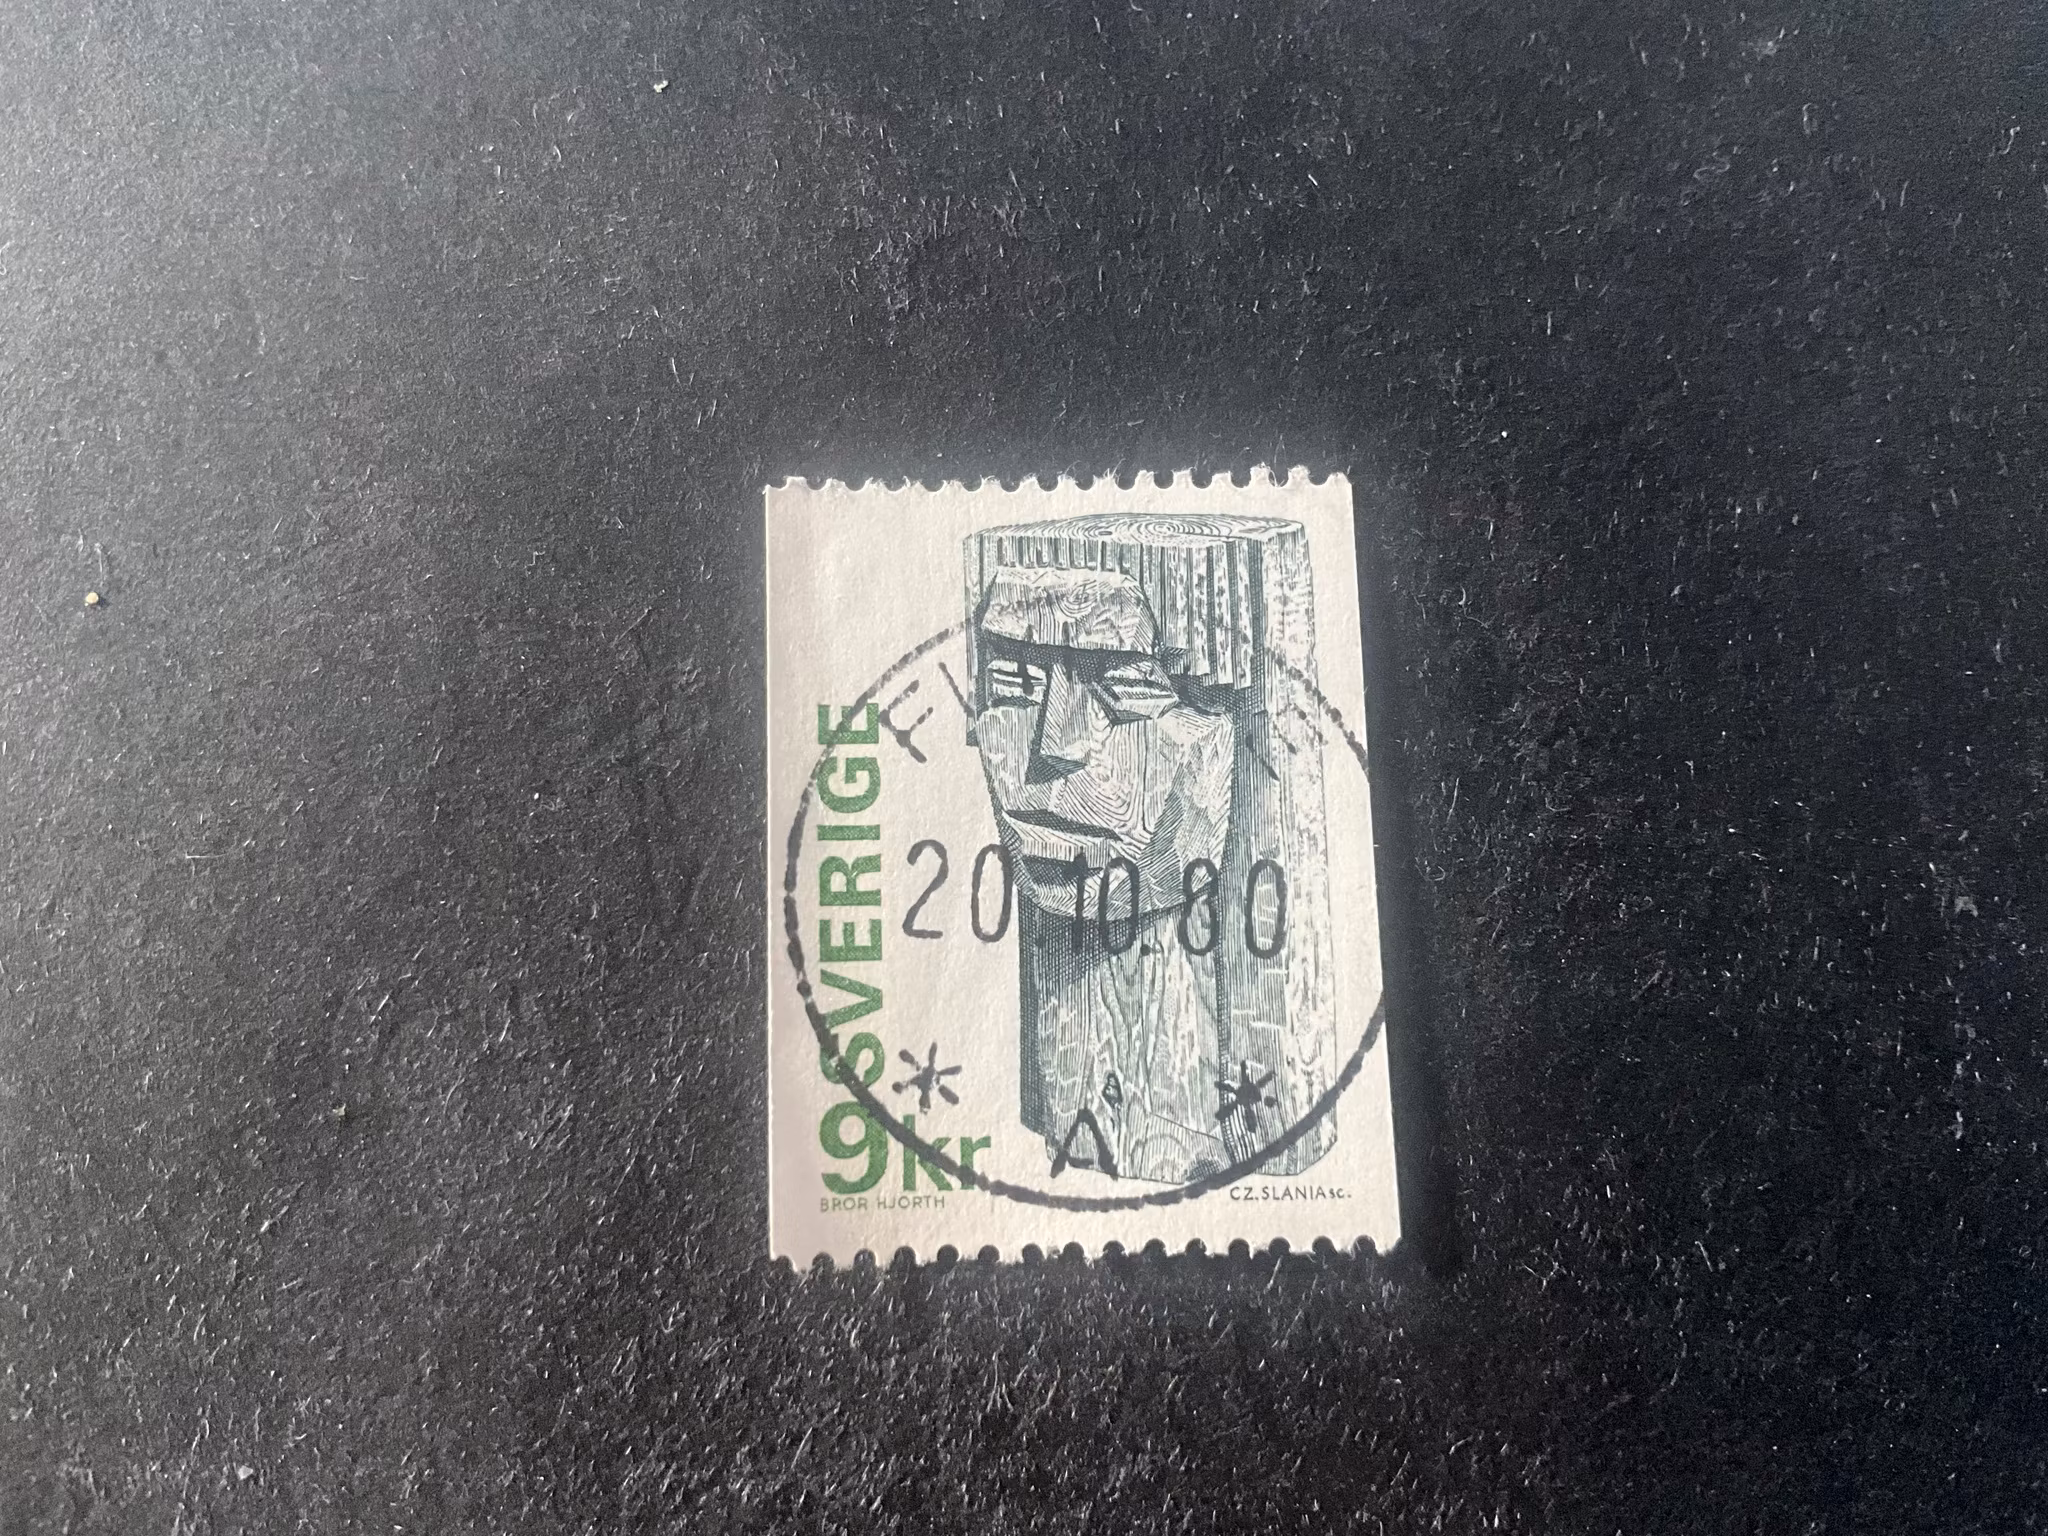 SVERIGE
20.10.80
* A *
9kr
BROR HJORTH
CZ.SLANIA sc.